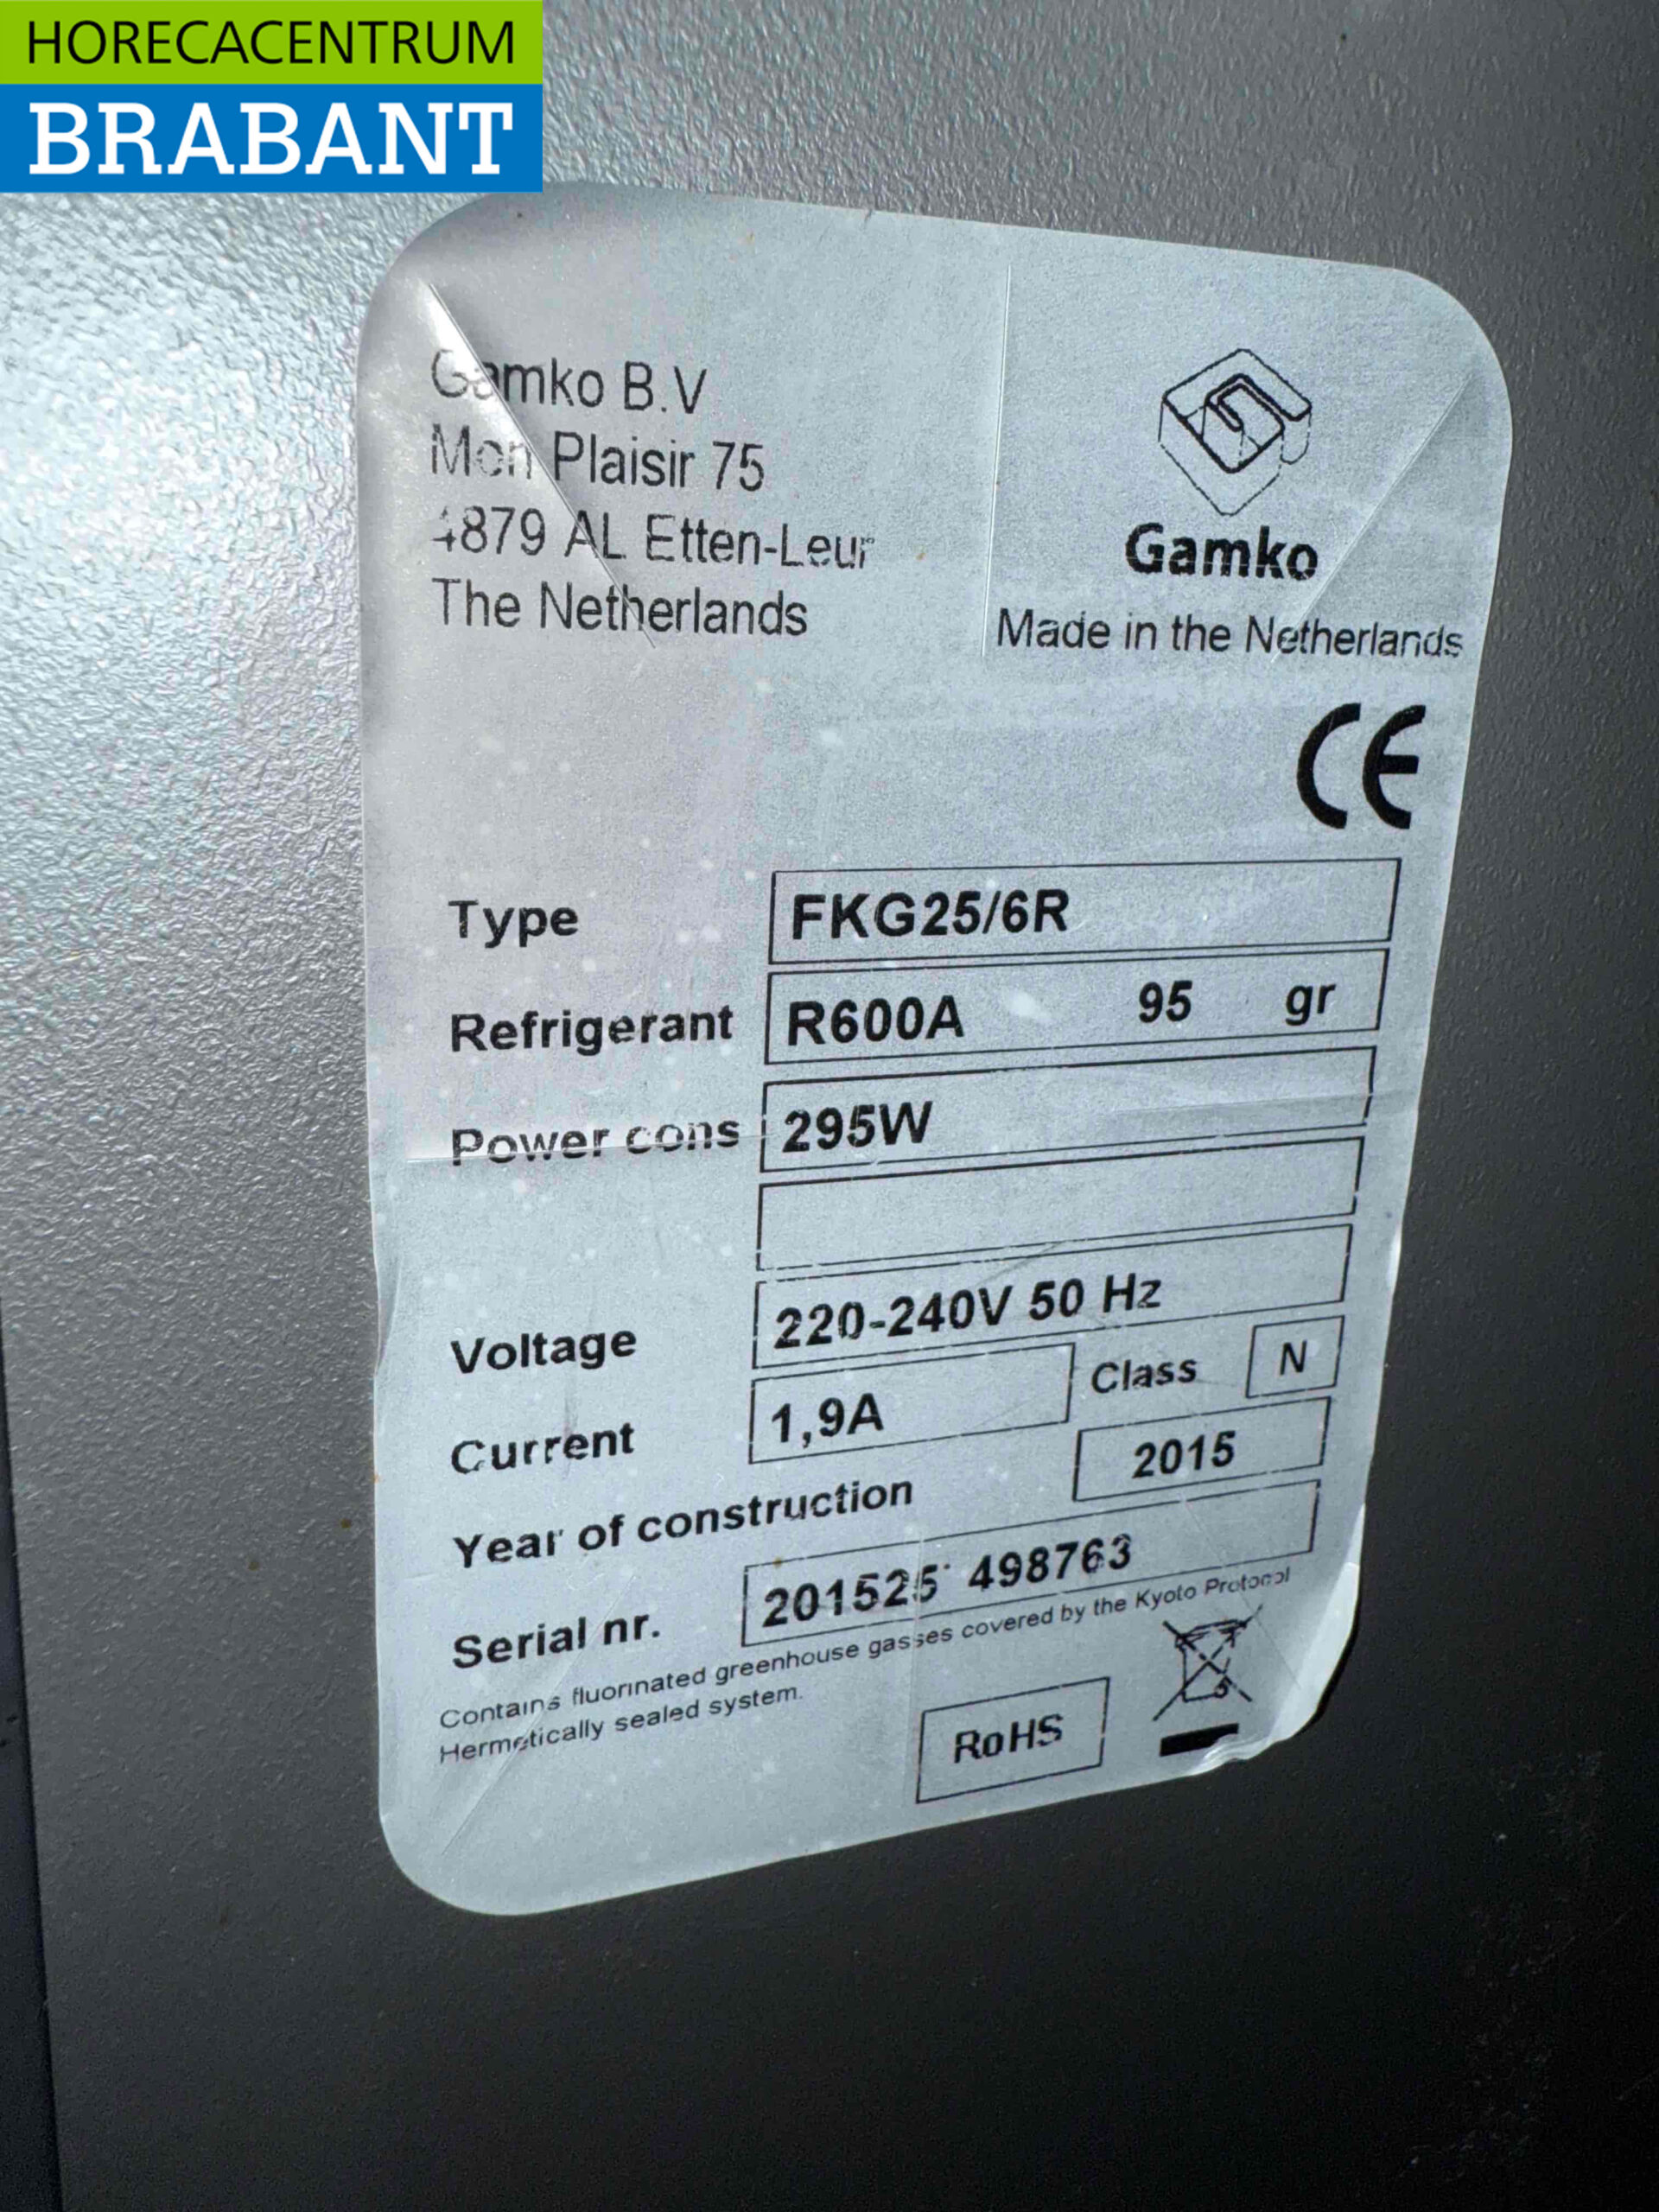 HORECACENTRUM
BRABANT
Gamko B.V
Mon Plaisir 75
4879 AL Etten-Leur
The Netherlands
Gamko
Made in the Netherlands
CE
Type FKG25/6R
Refrigerant R600A 95 gr
Power cons 295W
Voltage 220-240V 50 Hz
Current 1,9A Class N
Year of construction 2015
Serial nr. 201525 498763
Contains fluorinated greenhouse gasses covered by the Kyoto Protocol
Hermetically sealed system.
RoHS